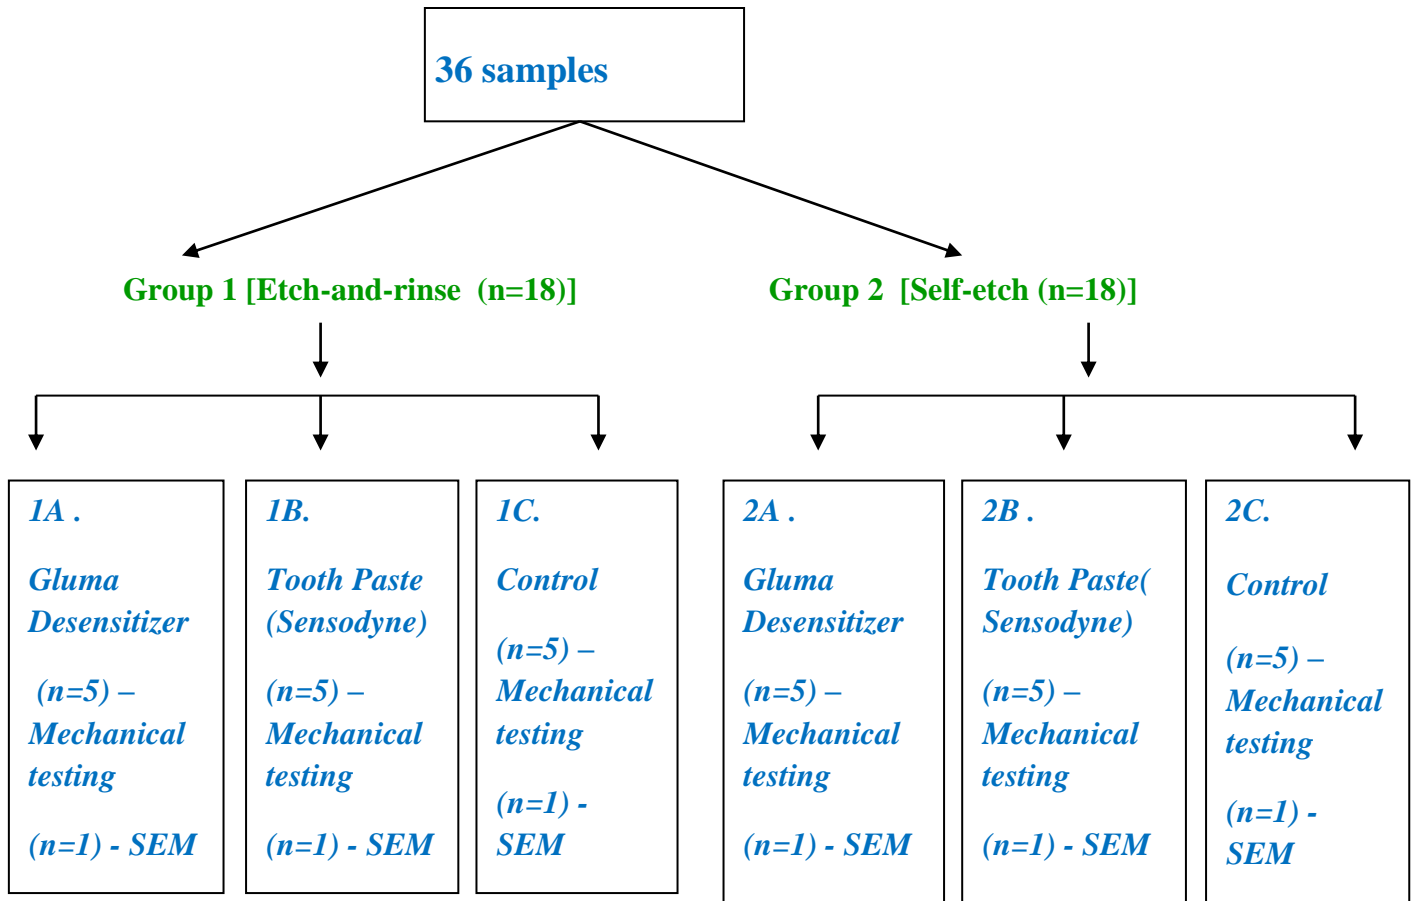 36 samples
Group 1 [Etch-and-rinse  (n=18)]
Group 2  [Self-etch (n=18)]
1A .
Gluma
Desensitizer
(n=5) –
Mechanical
testing
(n=1) - SEM
1B.
Tooth Paste
(Sensodyne)
(n=5) –
Mechanical
testing
(n=1) - SEM
1C.
Control
(n=5) –
Mechanical
testing
(n=1) -
SEM
2A .
Gluma
Desensitizer
(n=5) –
Mechanical
testing
(n=1) - SEM
2B .
Tooth Paste(
Sensodyne)
(n=5) –
Mechanical
testing
(n=1) - SEM
2C.
Control
(n=5) –
Mechanical
testing
(n=1) -
SEM